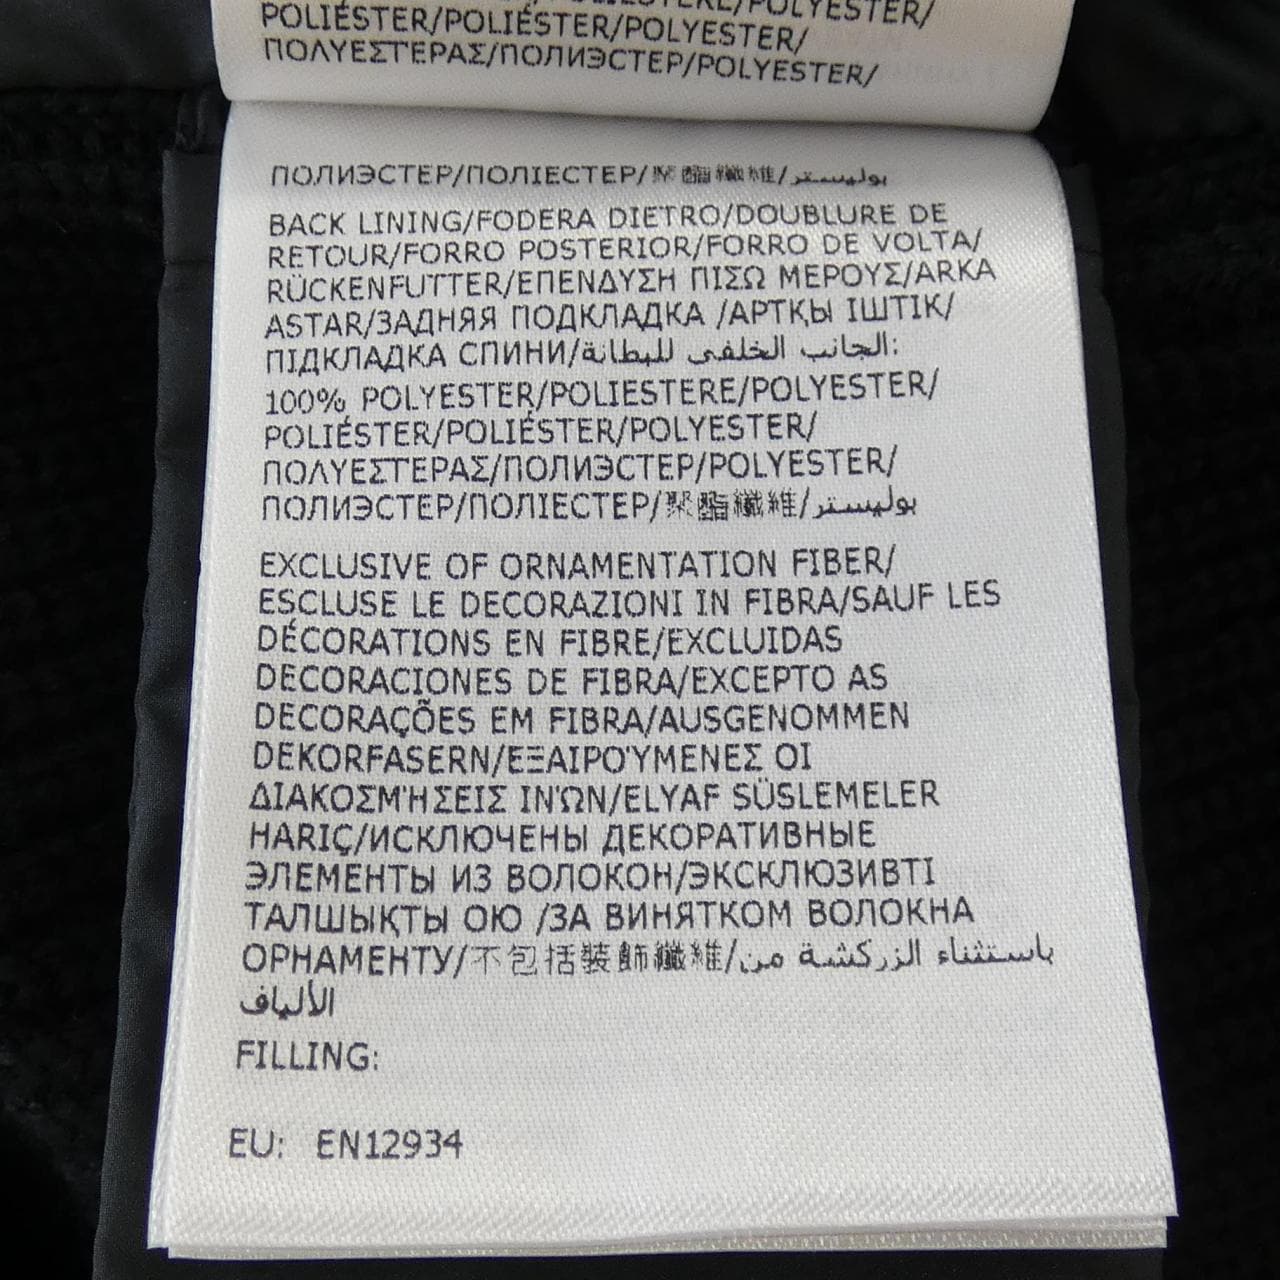 POLYESTER/
POLIÉSTER/POLIÉSTER/POLYESTER/
ΠΟΛΥΕΣΤΕΡΑΣ/ПОЛИЭСТЕР/POLYESTER/
ПОЛИЭСТЕР/ПОЛІЕСТЕР/聚酯纖維/بوليستر
BACK LINING/FODERA DIETRO/DOUBLURE DE
RETOUR/FORRO POSTERIOR/FORRO DE VOLTA/
RÜCKENFUTTER/ΕΠΕΝΔΥΣΗ ΠΙΣΩ ΜΕΡΟΥΣ/ARKA
ASTAR/ЗАДНЯЯ ПОДКЛАДКА /АРТҚЫ ІШТІК/
ПІДКЛАДКА СПИНИ/الجانب الخلفي للبطانة:
100% POLYESTER/POLIESTERE/POLYESTER/
POLIÉSTER/POLIÉSTER/POLYESTER/
ΠΟΛΥΕΣΤΕΡΑΣ/ПОЛИЭСТЕР/POLYESTER/
ПОЛИЭСТЕР/ПОЛІЕСТЕР/聚酯纖維/بوليستر
EXCLUSIVE OF ORNAMENTATION FIBER/
ESCLUSE LE DECORAZIONI IN FIBRA/SAUF LES
DÉCORATIONS EN FIBRE/EXCLUIDAS
DECORACIONES DE FIBRA/EXCEPTO AS
DECORAÇÕES EM FIBRA/AUSGENOMMEN
DEKORFASERN/ΕΞΑΙΡΟΎΜΕΝΕΣ ΟΙ
ΔΙΑΚΟΣΜΉΣΕΙΣ ΙΝΏΝ/ELYAF SÜSLEMELER
HARIÇ/ИСКЛЮЧЕНЫ ДЕКОРАТИВНЫЕ
ЭЛЕМЕНТЫ ИЗ ВОЛОКОН/ЭКСКЛЮЗИВТІ
ТАЛШЫҚТЫ ОЮ /ЗА ВИНЯТКОМ ВОЛОКНА
ОРНАМЕНТУ/不包括裝飾纖維/باستثناء الزركشة من
الألياف
FILLING:
EU: EN12934